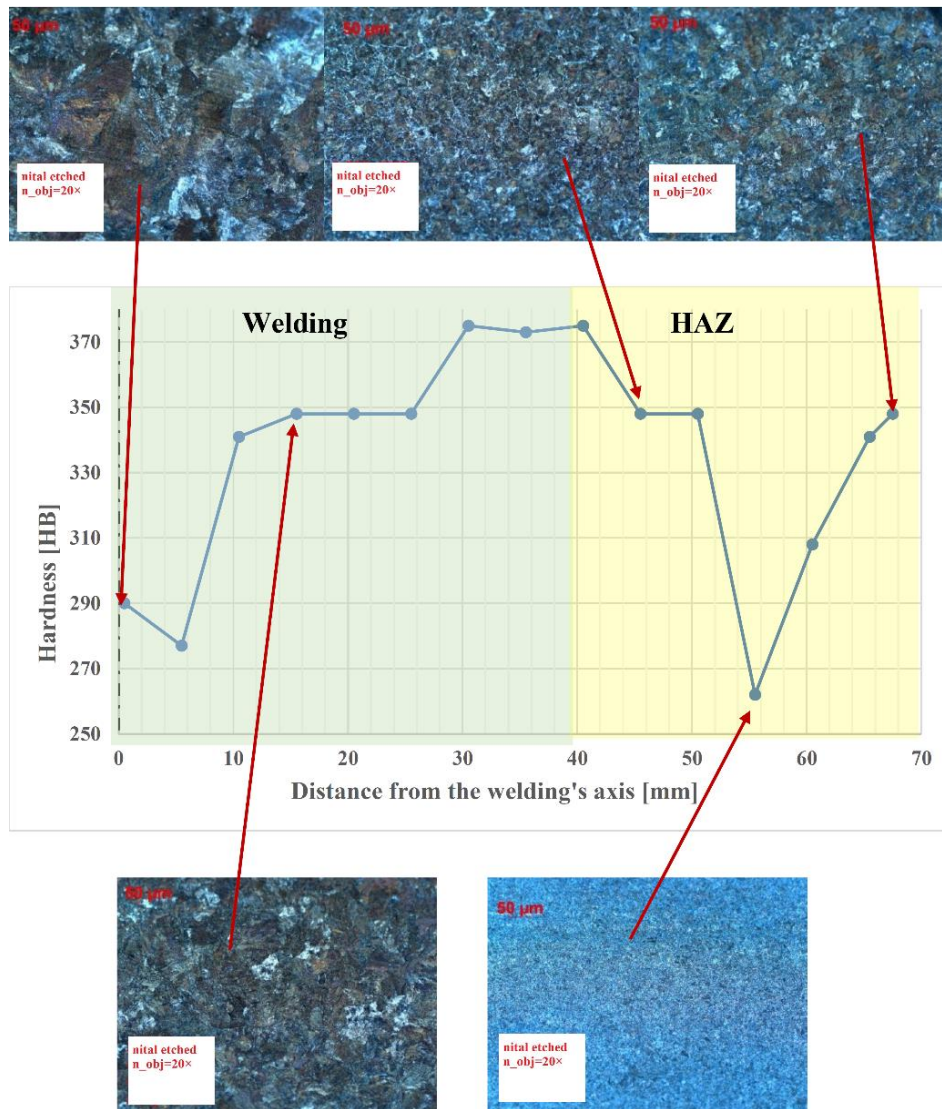 50 µm
50 µm
50 µm
nital etched
n_obj=20×
nital etched
n_obj=20×
nital etched
n_obj=20×
Welding
HAZ
370
350
330
310
290
270
250
Hardness [HB]
0 10 20 30 40 50 60 70
Distance from the welding's axis [mm]
50 µm
50 µm
nital etched
n_obj=20×
nital etched
n_obj=20×